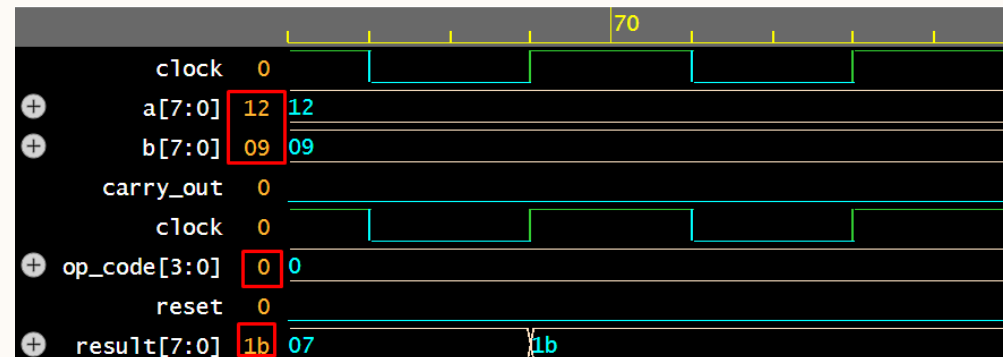 70
clock 0
a[7:0] 12 12
b[7:0] 09 09
carry_out 0
clock 0
op_code[3:0] 0 0
reset 0
result[7:0] 1b 07 1b